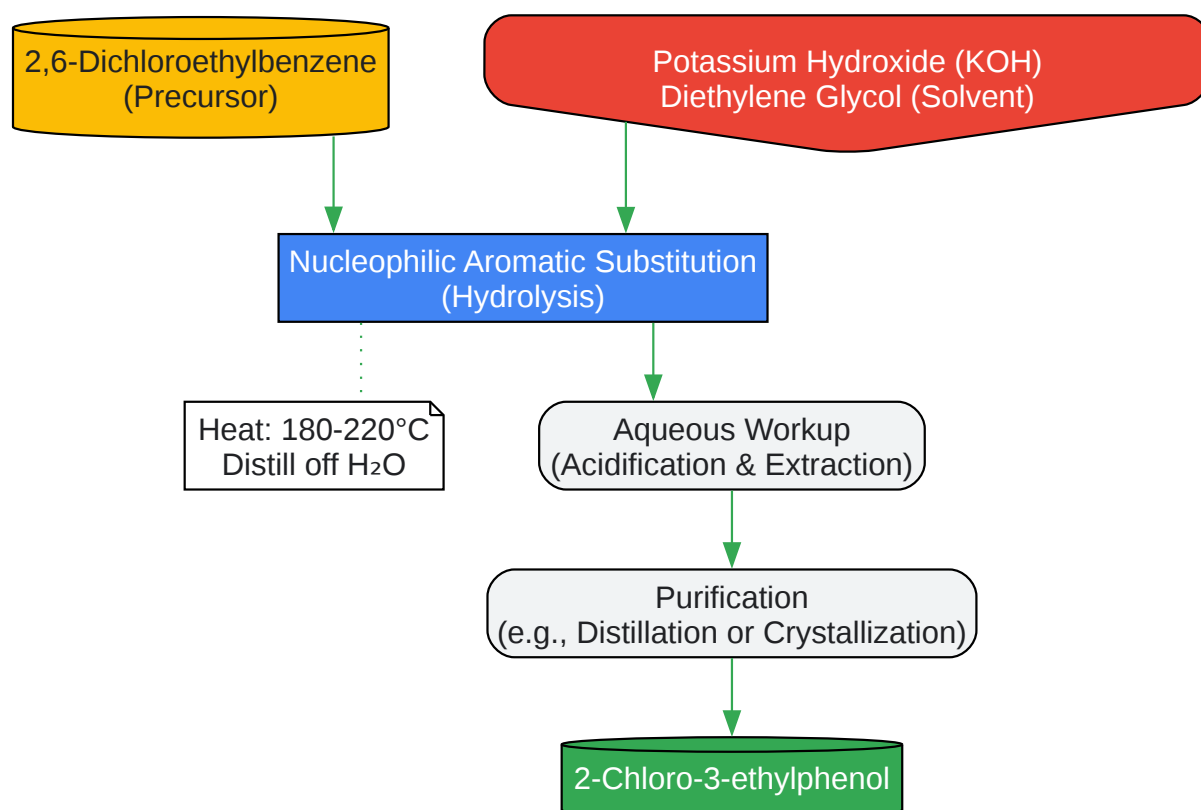 2,6-Dichloroethylbenzene
(Precursor)
Potassium Hydroxide (KOH)
Diethylene Glycol (Solvent)
Nucleophilic Aromatic Substitution
(Hydrolysis)
Heat: 180-220°C
Distill off H₂O
Aqueous Workup
(Acidification & Extraction)
Purification
(e.g., Distillation or Crystallization)
2-Chloro-3-ethylphenol